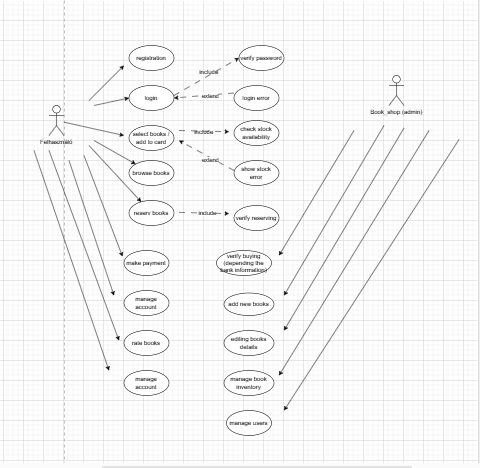 registration
verify password
include
login
extend
login error
Book_shop (admin)
Felhasználó
select books /
add to card
include
check stock
availability
extend
browse books
show stock
error
reserv books
include
verify reserving
make payment
verify buying
(depending the
bank information)
manage
account
add new books
rate books
editing books
details
manage
account
manage book
inventory
manage users